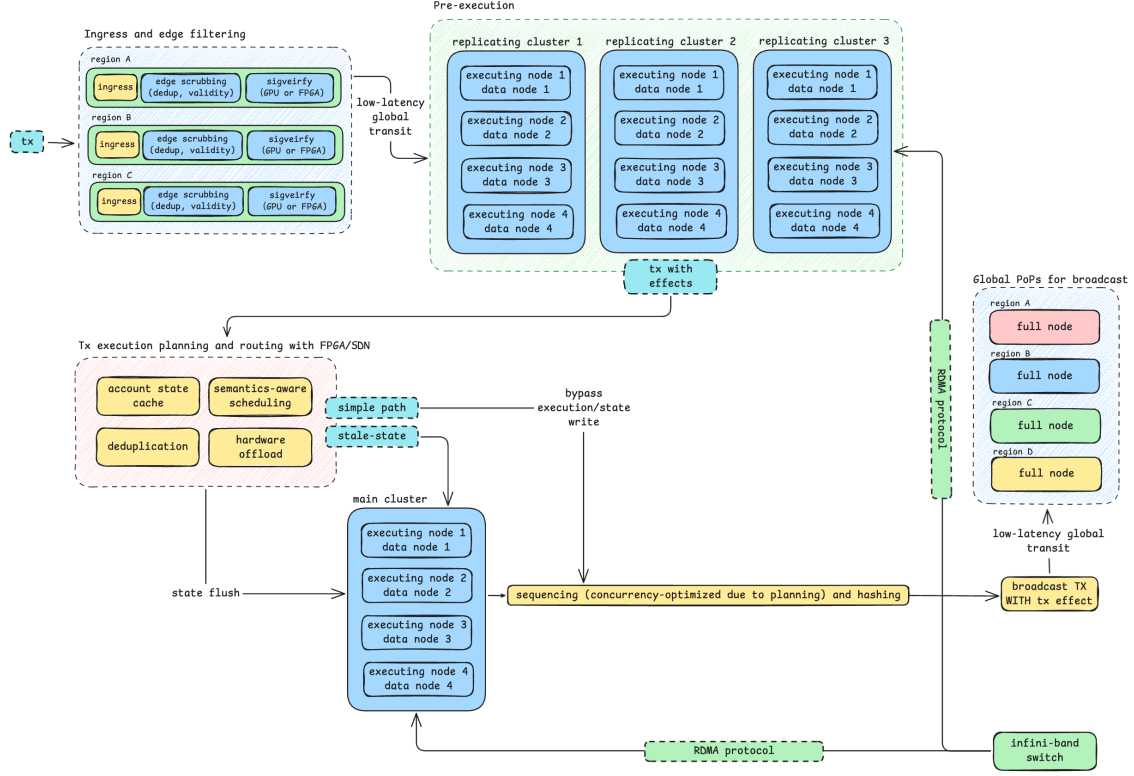 Pre-execution
Ingress and edge filtering
region A
ingress
edge scrubbing
(dedup, validity)
sigveirfy
(GPU or FPGA)
region B
ingress
edge scrubbing
(dedup, validity)
sigveirfy
(GPU or FPGA)
region C
ingress
edge scrubbing
(dedup, validity)
sigveirfy
(GPU or FPGA)
tx
low-latency
global
transit
replicating cluster 1
executing node 1
data node 1
executing node 2
data node 2
executing node 3
data node 3
executing node 4
data node 4
replicating cluster 2
executing node 1
data node 1
executing node 2
data node 2
executing node 3
data node 3
executing node 4
data node 4
replicating cluster 3
executing node 1
data node 1
executing node 2
data node 2
executing node 3
data node 3
executing node 4
data node 4
tx with
effects
Tx execution planning and routing with FPGA/SDN
account state
cache
semantics-aware
scheduling
deduplication
hardware
offload
simple path
stale-state
bypass
execution/state
write
state flush
main cluster
executing node 1
data node 1
executing node 2
data node 2
executing node 3
data node 3
executing node 4
data node 4
sequencing (concurrency-optimized due to planning) and hashing
broadcast TX
WITH tx effect
low-latency global
transit
Global PoPs for broadcast
region A
full node
region B
full node
region C
full node
region D
full node
RDMA protocol
RDMA protocol
infini-band
switch